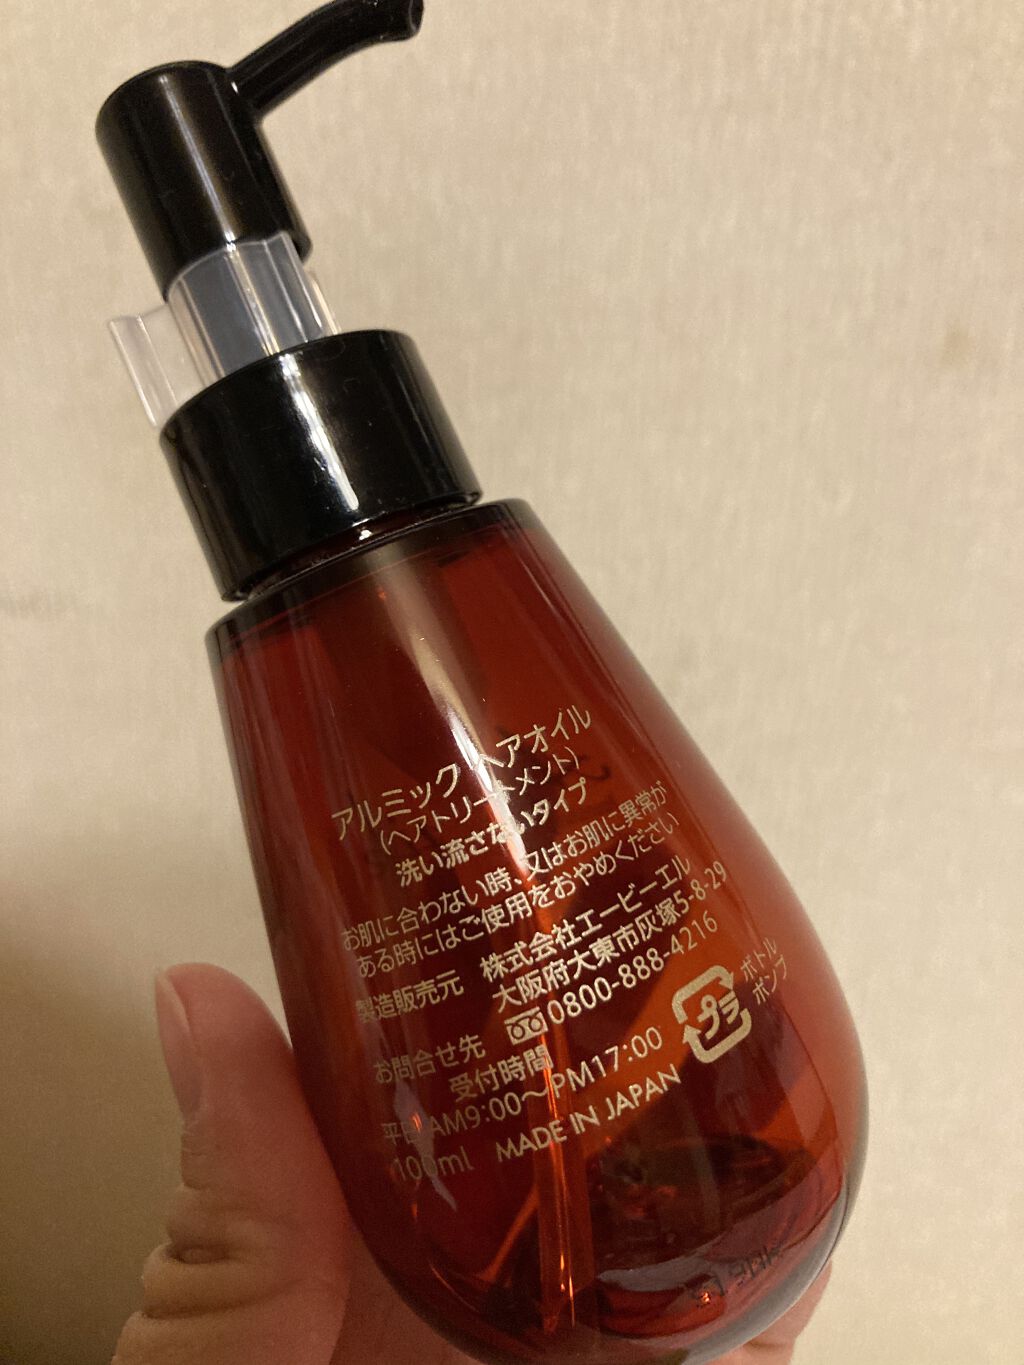 アルミック ヘアオイル
(ヘアトリートメント)
洗い流さないタイプ
お肌に合わない時、又はお肌に異常が
ある時にはご使用をおやめください
製造販売元 株式会社エービーエル
大阪府大東市灰塚5-8-29
お問合せ先 0800-888-4216
受付時間
平日 AM9:00～PM17:00
100ml MADE IN JAPAN
プラ
ボトル
ポンプ